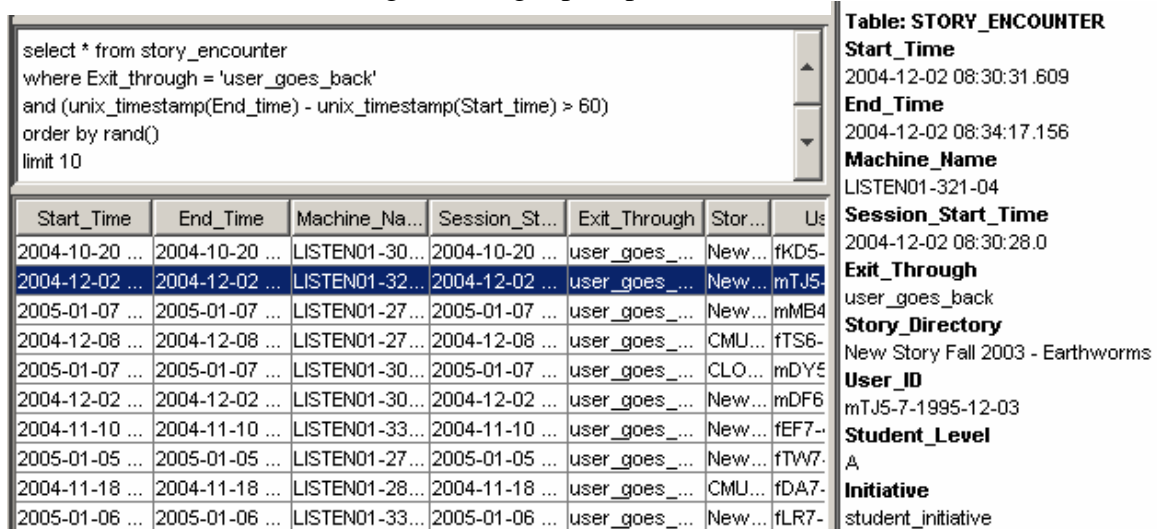 select * from story_encounter
where Exit_through = 'user_goes_back'
and (unix_timestamp(End_time) - unix_timestamp(Start_time) > 60)
order by rand()
limit 10
Start_Time End_Time Machine_Na... Session_St... Exit_Through Stor... Us
2004-10-20 ... 2004-10-20 ... LISTEN01-30... 2004-10-20 ... user_goes_... New... fKD5-
2004-12-02 ... 2004-12-02 ... LISTEN01-32... 2004-12-02 ... user_goes_... New... mTJ5-
2005-01-07 ... 2005-01-07 ... LISTEN01-27... 2005-01-07 ... user_goes_... New... mMB4
2004-12-08 ... 2004-12-08 ... LISTEN01-27... 2004-12-08 ... user_goes_... CMU... fTS6-
2005-01-07 ... 2005-01-07 ... LISTEN01-30... 2005-01-07 ... user_goes_... CLO... mDY5
2004-12-02 ... 2004-12-02 ... LISTEN01-30... 2004-12-02 ... user_goes_... New... mDF6
2004-11-10 ... 2004-11-10 ... LISTEN01-33... 2004-11-10 ... user_goes_... New... fEF7-
2005-01-05 ... 2005-01-05 ... LISTEN01-27... 2005-01-05 ... user_goes_... New... fTW7-
2004-11-18 ... 2004-11-18 ... LISTEN01-28... 2004-11-18 ... user_goes_... CMU... fDA7-
2005-01-06 ... 2005-01-06 ... LISTEN01-33... 2005-01-06 ... user_goes_... New... fLR7-
Table: STORY_ENCOUNTER
Start_Time
2004-12-02 08:30:31.609
End_Time
2004-12-02 08:34:17.156
Machine_Name
LISTEN01-321-04
Session_Start_Time
2004-12-02 08:30:28.0
Exit_Through
user_goes_back
Story_Directory
New Story Fall 2003 - Earthworms
User_ID
mTJ5-7-1995-12-03
Student_Level
A
Initiative
student_initiative